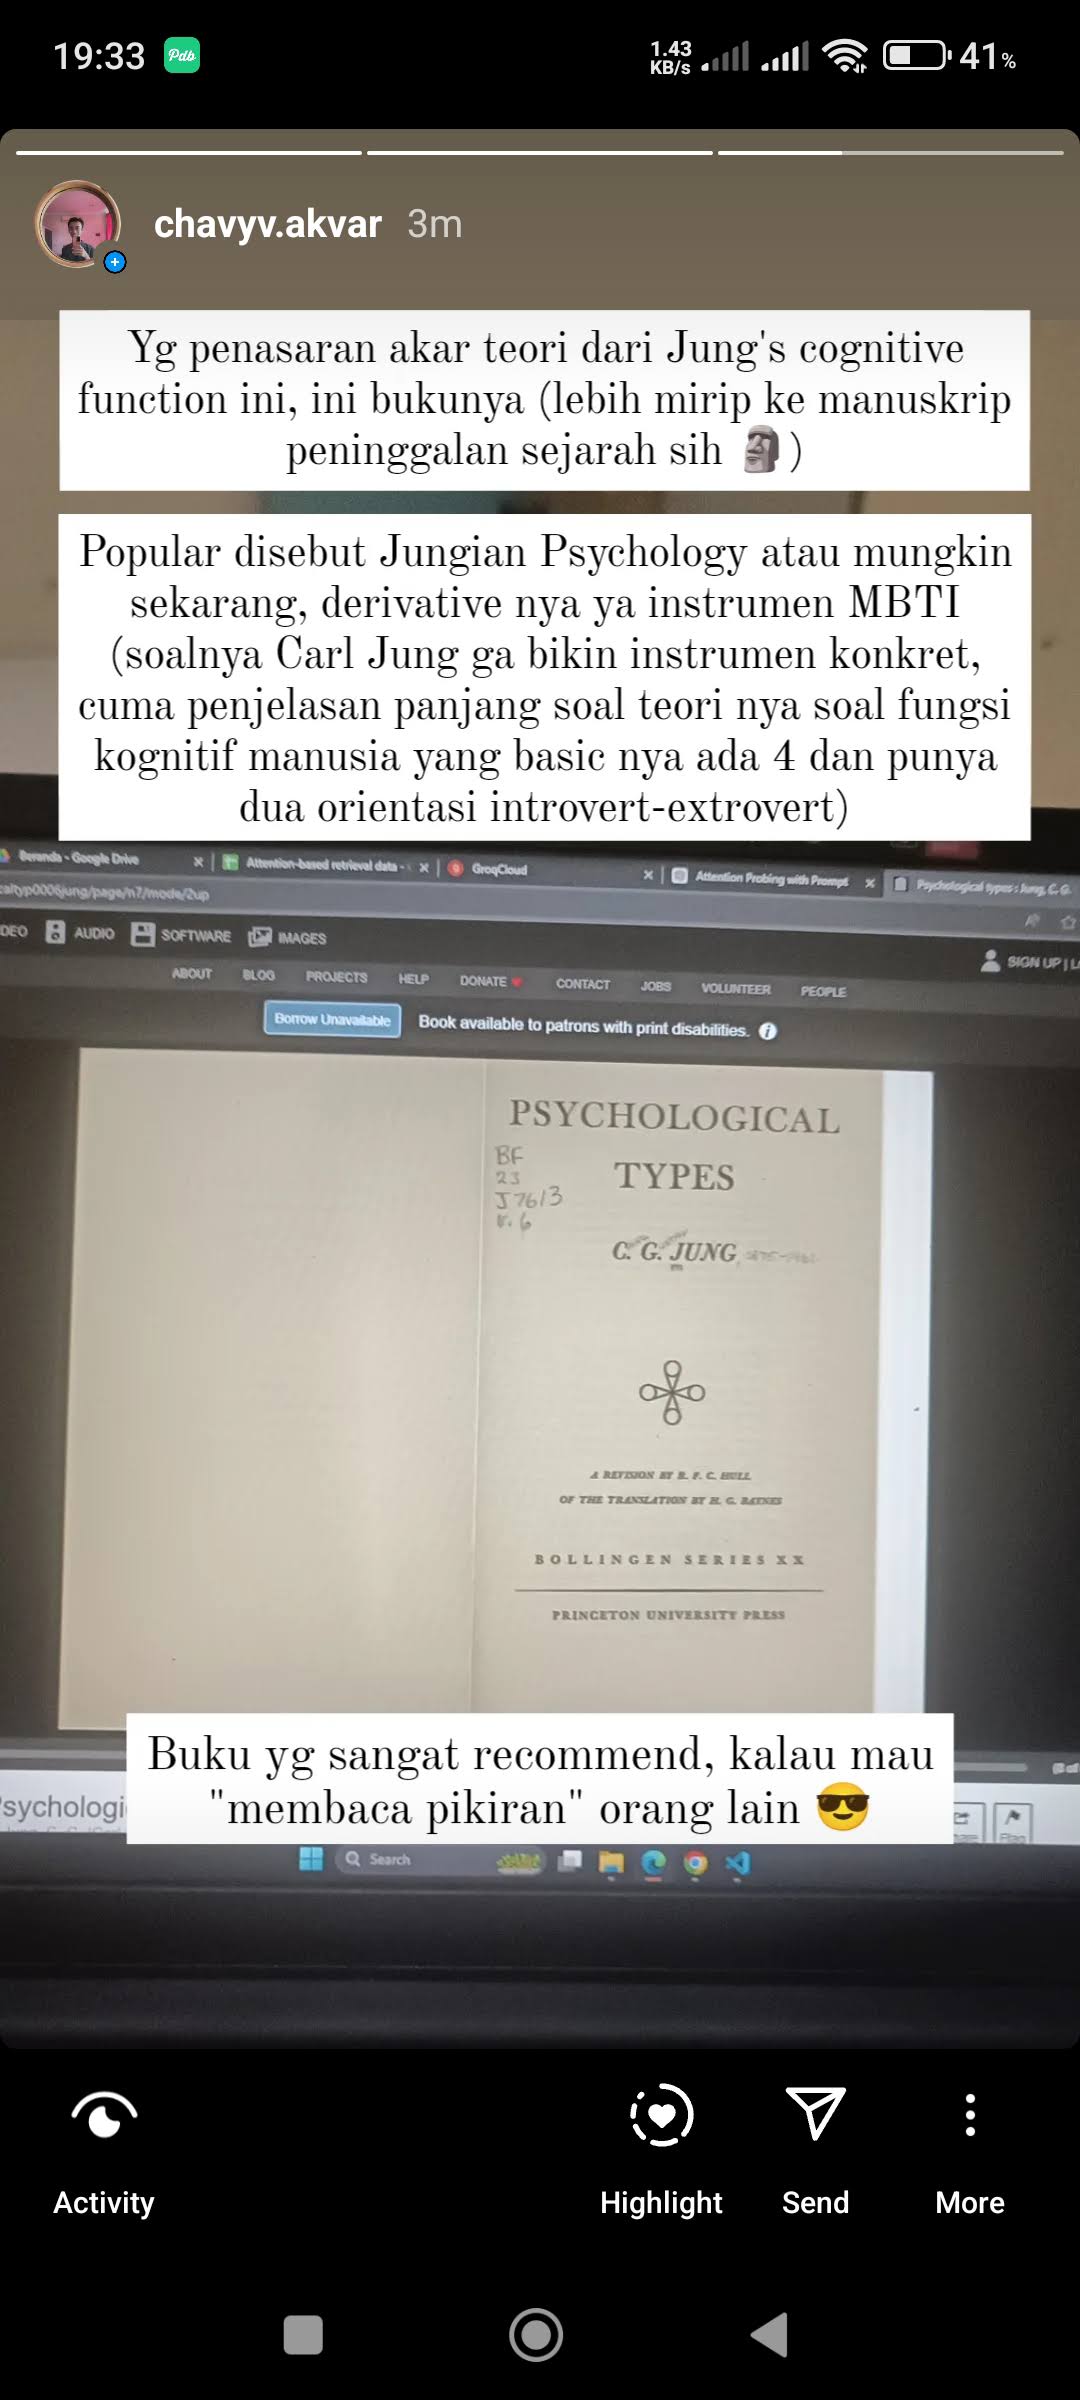 19:33 Pdb 1.43 KB/s 41%
chavyv.akvar 3m
Yg penasaran akar teori dari Jung's cognitive
function ini, ini bukunya (lebih mirip ke manuskrip
peninggalan sejarah sih 🗿)
Popular disebut Jungian Psychology atau mungkin
sekarang, derivative nya ya instrumen MBTI
(soalnya Carl Jung ga bikin instrumen konkret,
cuma penjelasan panjang soal teori nya soal fungsi
kognitif manusia yang basic nya ada 4 dan punya
dua orientasi introvert-extrovert)
Beranda - Google Drive Attention-based retrieval data - GroqCloud Attention Probing with Prompt Psychological types : Jung, C. G.
jung/page/n7/mode/2up
DEO AUDIO SOFTWARE IMAGES
SIGN UP |
ABOUT BLOG PROJECTS HELP DONATE CONTACT JOBS VOLUNTEER PEOPLE
Borrow Unavailable Book available to patrons with print disabilities.
PSYCHOLOGICAL
TYPES
BF
23
J7613
v. 6
C. G. JUNG
A REVISION BY R. F. C. HULL
OF THE TRANSLATION BY H. G. BAYNES
BOLLINGEN SERIES XX
PRINCETON UNIVERSITY PRESS
Buku yg sangat recommend, kalau mau
"membaca pikiran" orang lain 😎
sychologi
Flag
Search
Activity Highlight Send More